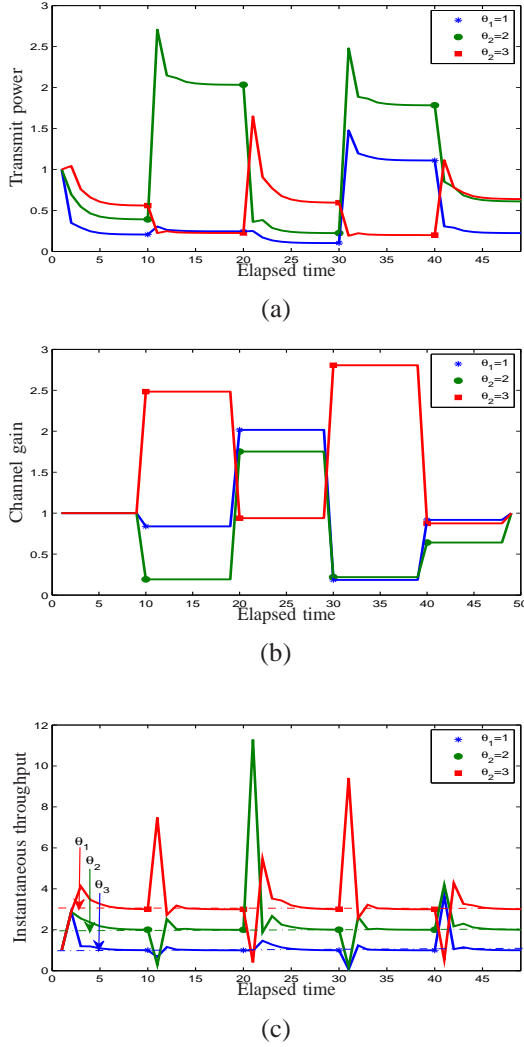 3
2.5
2
1.5
1
0.5
0
Transmit power
θ1=1
θ2=2
θ2=3
0 5 10 15 20 25 30 35 40 45
Elapsed time
(a)
3
2.5
2
1.5
1
0.5
0
Channel gain
θ1=1
θ2=2
θ2=3
0 5 10 15 20 25 30 35 40 45 50
Elapsed time
(b)
12
10
8
6
4
2
0
Instantaneous throughput
θ1=1
θ2=2
θ2=3
θ1
θ2
θ3
0 5 10 15 20 25 30 35 40 45
Elapsed time
(c)